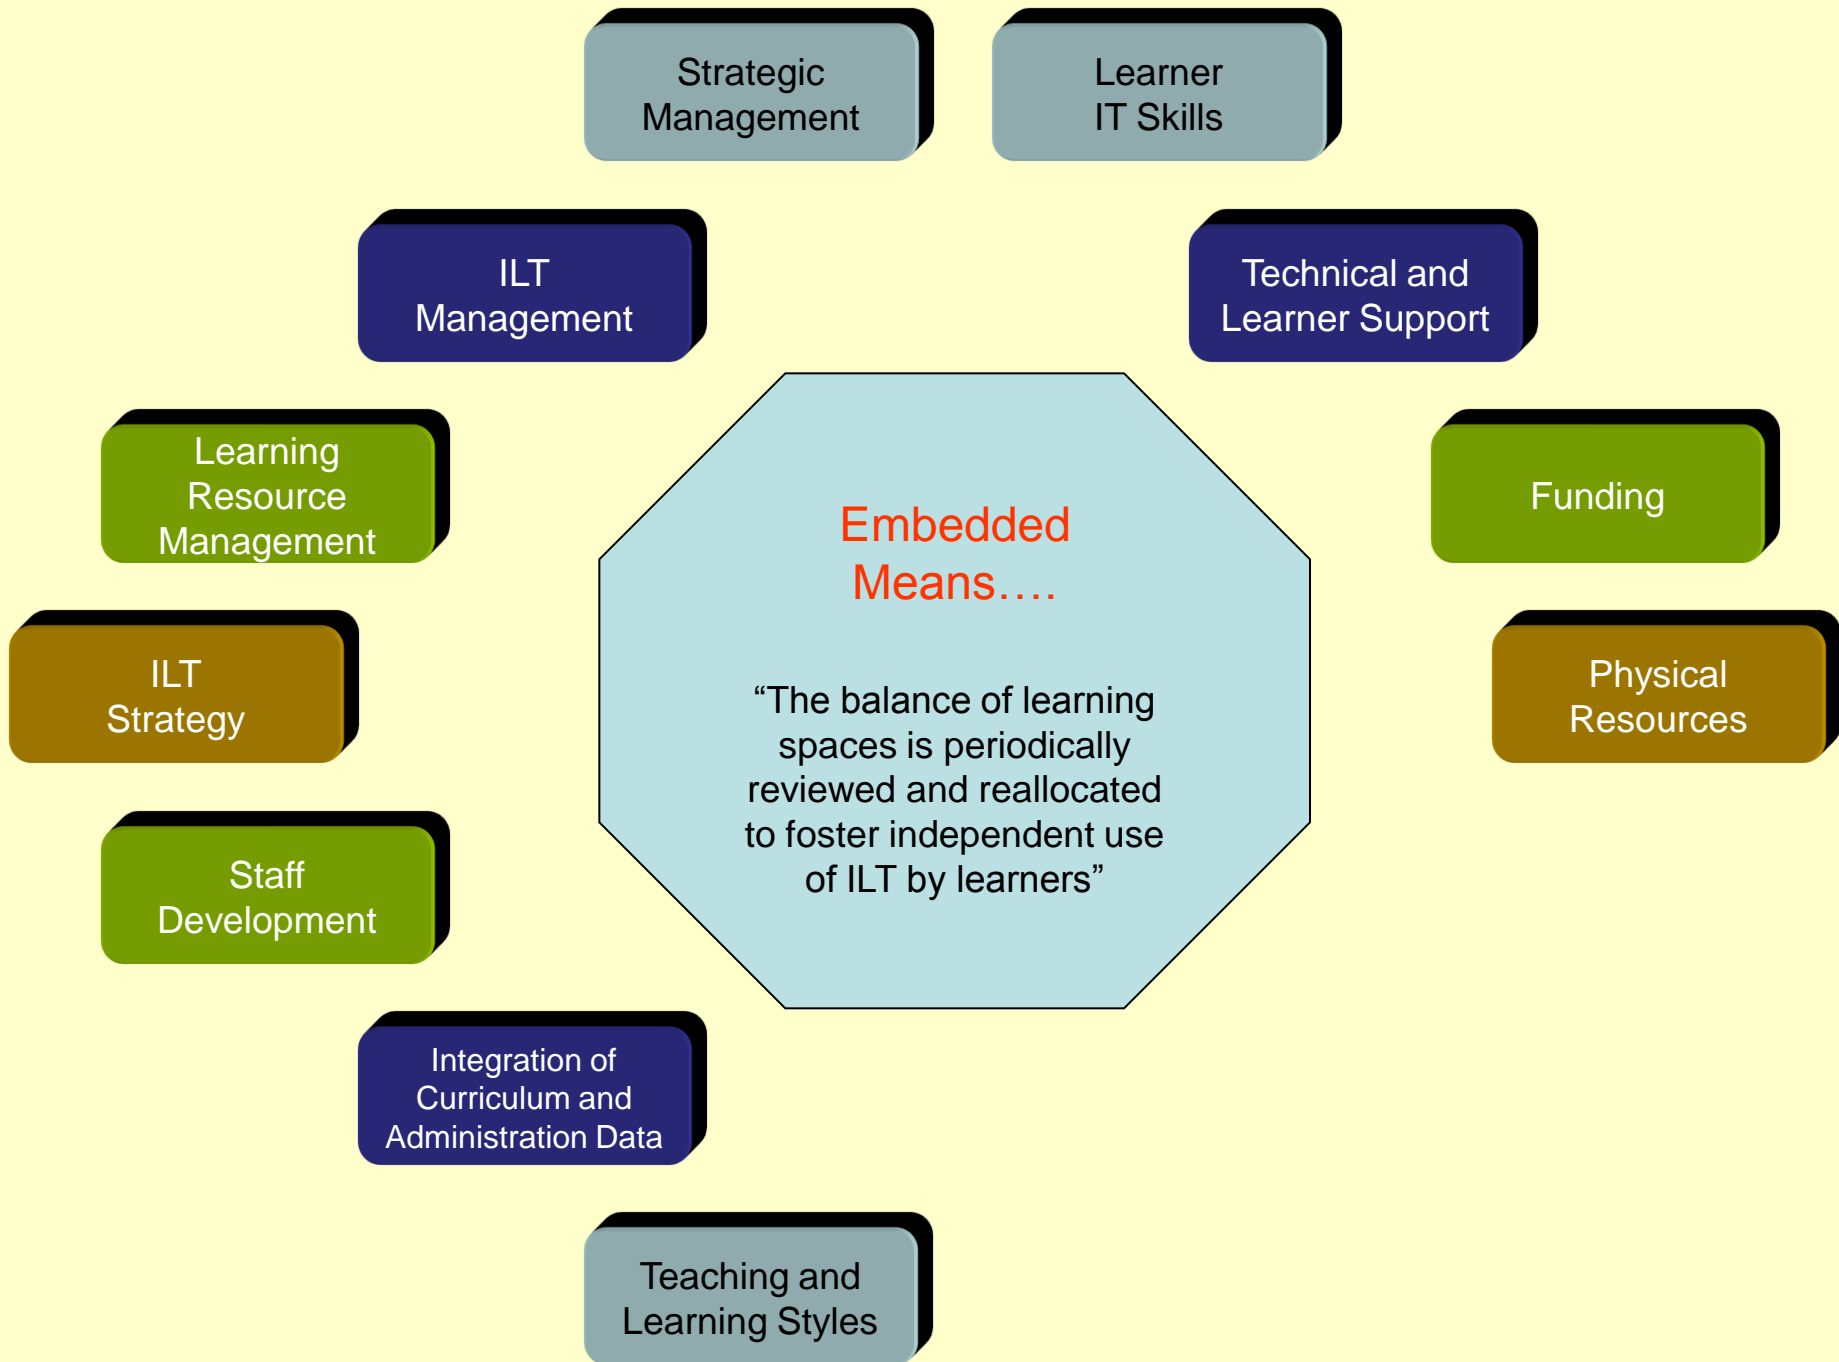 Strategic
Management
Learner
IT Skills
ILT
Management
Technical and
Learner Support
Learning
Resource
Management
Funding
Embedded
Means….
“The balance of learning
spaces is periodically
reviewed and reallocated
to foster independent use
of ILT by learners”
ILT
Strategy
Physical
Resources
Staff
Development
Integration of
Curriculum and
Administration Data
Teaching and
Learning Styles